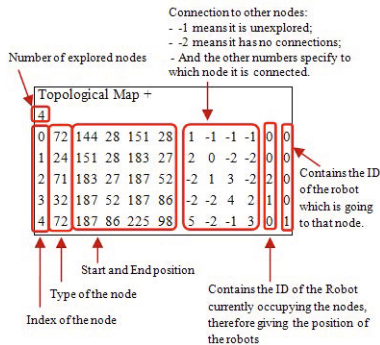 Connection to other nodes:
- -1 means it is unexplored;
- -2 means it has no connections;
- And the other numbers specify to
which node it is connected.
Number of explored nodes
Topological Map +
4
0 72 144 28 151 28 1 -1 -1 -1 0 0
1 24 151 28 183 27 2 0 -2 -2 0 0
2 71 183 27 187 52 -2 1 3 -2 2 0
3 32 187 52 187 86 -2 -2 4 2 1 0
4 72 187 86 225 98 5 -2 -1 3 0 1
Contains the ID
of the robot
which is going
to that node.
Start and End position
Type of the node
Index of the node
Contains the ID of the Robot
currently occupying the nodes,
therefore giving the position of
the robots